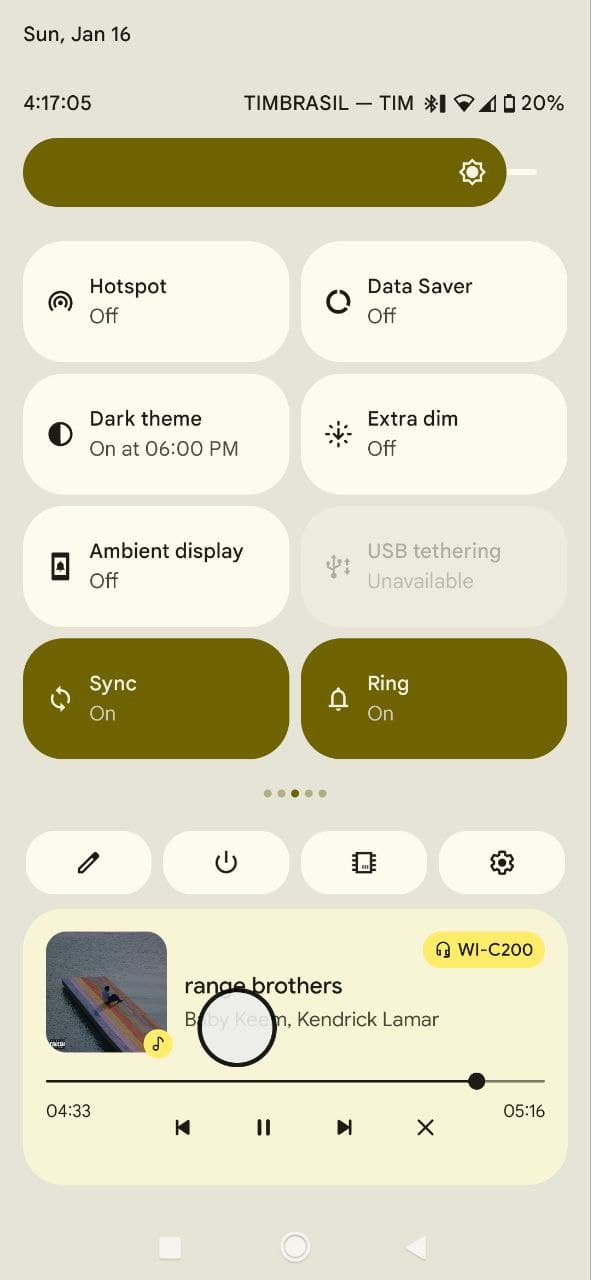 Sun, Jan 16
4:17:05 TIMBRASIL — TIM 20%
Hotspot
Off
Data Saver
Off
Dark theme
On at 06:00 PM
Extra dim
Off
Ambient display
Off
USB tethering
Unavailable
Sync
On
Ring
On
WI-C200
range brothers
Baby Keem, Kendrick Lamar
04:33 05:16